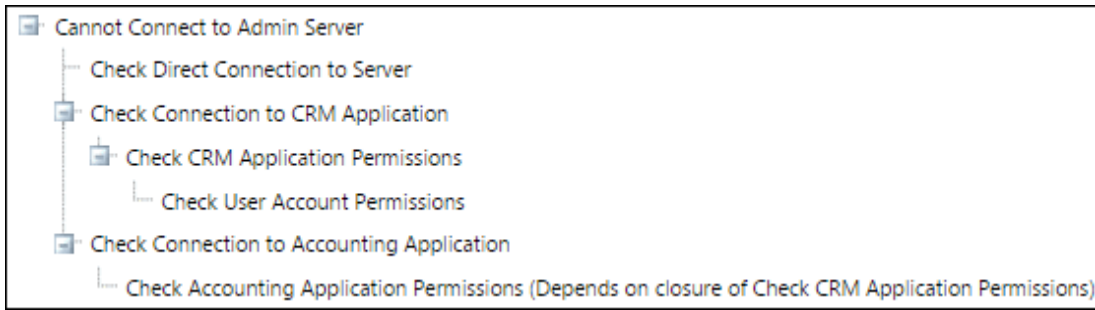 Cannot Connect to Admin Server
Check Direct Connection to Server
Check Connection to CRM Application
Check CRM Application Permissions
Check User Account Permissions
Check Connection to Accounting Application
Check Accounting Application Permissions (Depends on closure of Check CRM Application Permissions)